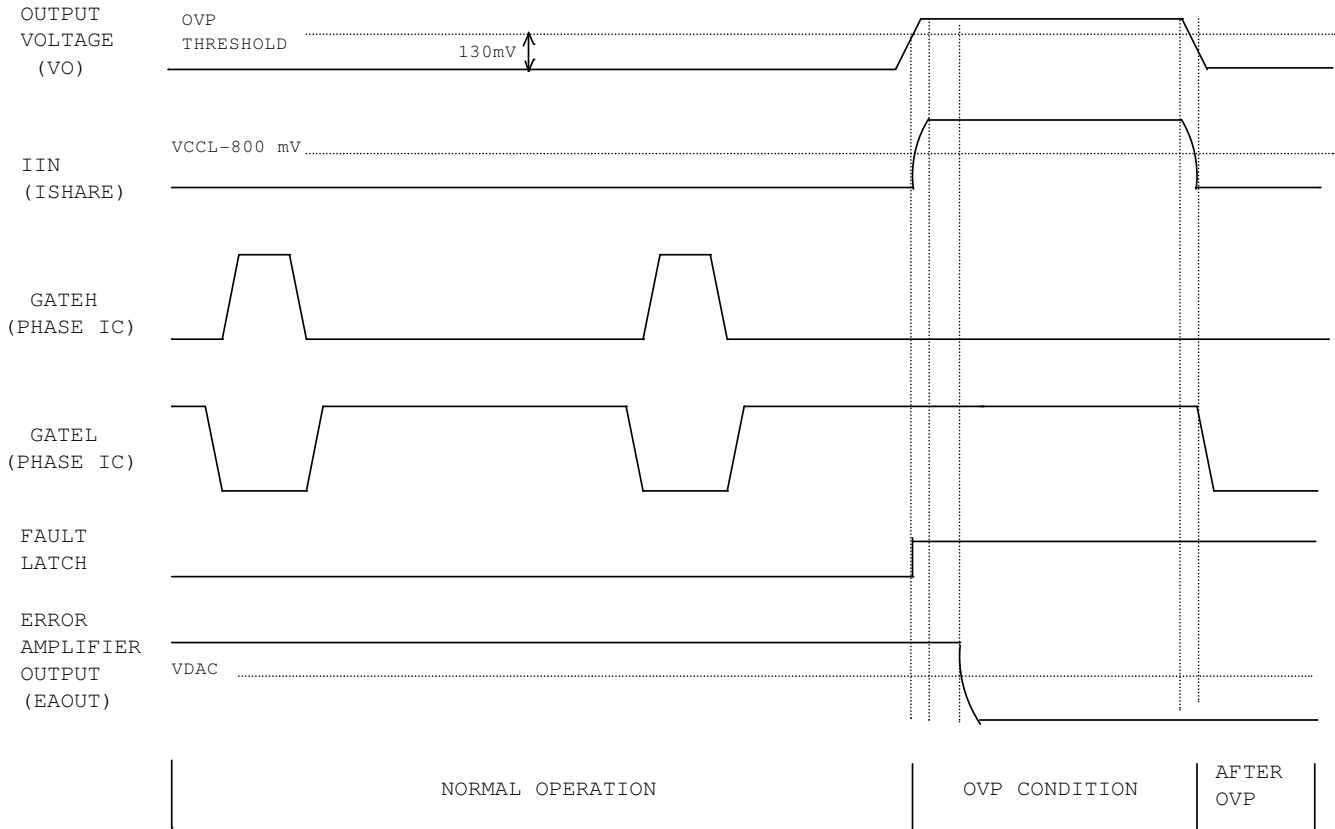 OUTPUT
VOLTAGE
(VO)
OVP
THRESHOLD
130mV
IIN
(ISHARE)
VCCL-800 mV
GATEH
(PHASE IC)
GATEL
(PHASE IC)
FAULT
LATCH
ERROR
AMPLIFIER
OUTPUT
(EAOUT)
VDAC
NORMAL OPERATION
OVP CONDITION
AFTER
OVP